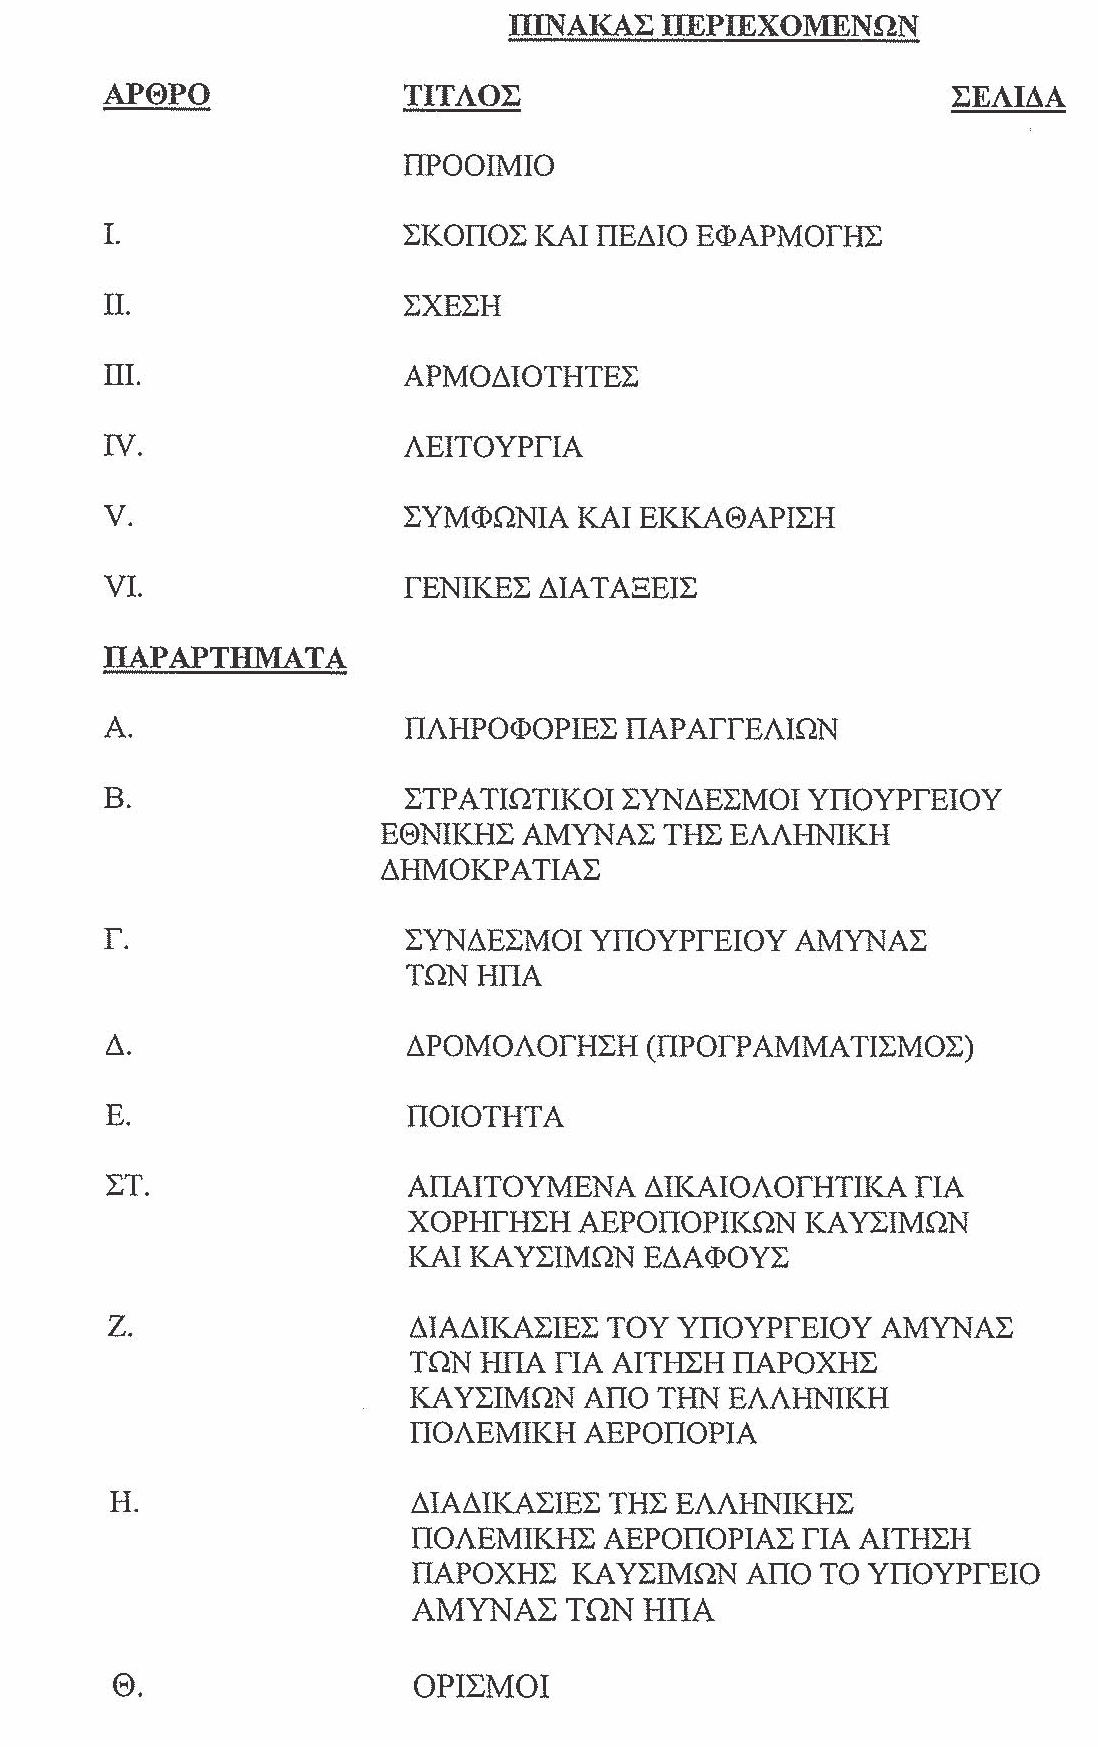 ΠΙΝΑΚΑΣ ΠΕΡΙΕΧΟΜΕΝΩΝ
ΑΡΘΡΟ ΤΙΤΛΟΣ ΣΕΛΙΔΑ
ΠΡΟΟΙΜΙΟ
I. ΣΚΟΠΟΣ ΚΑΙ ΠΕΔΙΟ ΕΦΑΡΜΟΓΗΣ
II. ΣΧΕΣΗ
III. ΑΡΜΟΔΙΟΤΗΤΕΣ
IV. ΛΕΙΤΟΥΡΓΙΑ
V. ΣΥΜΦΩΝΙΑ ΚΑΙ ΕΚΚΑΘΑΡΙΣΗ
VI. ΓΕΝΙΚΕΣ ΔΙΑΤΑΞΕΙΣ
ΠΑΡΑΡΤΗΜΑΤΑ
Α. ΠΛΗΡΟΦΟΡΙΕΣ ΠΑΡΑΓΓΕΛΙΩΝ
Β. ΣΤΡΑΤΙΩΤΙΚΟΙ ΣΥΝΔΕΣΜΟΙ ΥΠΟΥΡΓΕΙΟΥ
ΕΘΝΙΚΗΣ ΑΜΥΝΑΣ ΤΗΣ ΕΛΛΗΝΙΚΗ
ΔΗΜΟΚΡΑΤΙΑΣ
Γ. ΣΥΝΔΕΣΜΟΙ ΥΠΟΥΡΓΕΙΟΥ ΑΜΥΝΑΣ
ΤΩΝ ΗΠΑ
Δ. ΔΡΟΜΟΛΟΓΗΣΗ (ΠΡΟΓΡΑΜΜΑΤΙΣΜΟΣ)
Ε. ΠΟΙΟΤΗΤΑ
ΣΤ. ΑΠΑΙΤΟΥΜΕΝΑ ΔΙΚΑΙΟΛΟΓΗΤΙΚΑ ΓΙΑ
ΧΟΡΗΓΗΣΗ ΑΕΡΟΠΟΡΙΚΩΝ ΚΑΥΣΙΜΩΝ
ΚΑΙ ΚΑΥΣΙΜΩΝ ΕΔΑΦΟΥΣ
Ζ. ΔΙΑΔΙΚΑΣΙΕΣ ΤΟΥ ΥΠΟΥΡΓΕΙΟΥ ΑΜΥΝΑΣ
ΤΩΝ ΗΠΑ ΓΙΑ ΑΙΤΗΣΗ ΠΑΡΟΧΗΣ
ΚΑΥΣΙΜΩΝ ΑΠΟ ΤΗΝ ΕΛΛΗΝΙΚΗ
ΠΟΛΕΜΙΚΗ ΑΕΡΟΠΟΡΙΑ
Η. ΔΙΑΔΙΚΑΣΙΕΣ ΤΗΣ ΕΛΛΗΝΙΚΗΣ
ΠΟΛΕΜΙΚΗΣ ΑΕΡΟΠΟΡΙΑΣ ΓΙΑ ΑΙΤΗΣΗ
ΠΑΡΟΧΗΣ ΚΑΥΣΙΜΩΝ ΑΠΟ ΤΟ ΥΠΟΥΡΓΕΙΟ
ΑΜΥΝΑΣ ΤΩΝ ΗΠΑ
Θ. ΟΡΙΣΜΟΙ